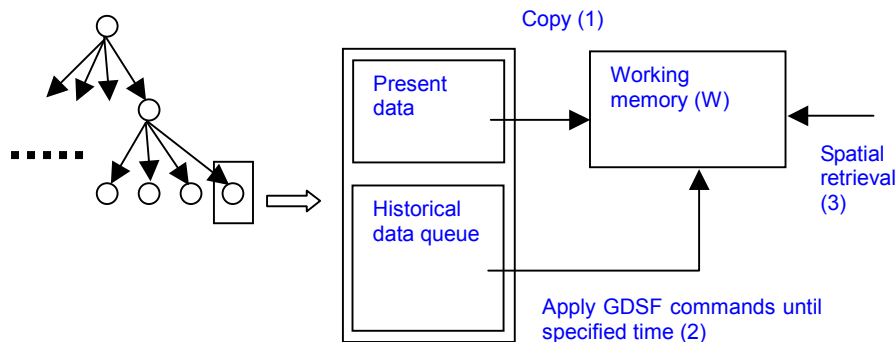 Copy (1)
Present
data
Working
memory (W)
Spatial
retrieval
(3)
Historical
data queue
Apply GDSF commands until
specified time (2)